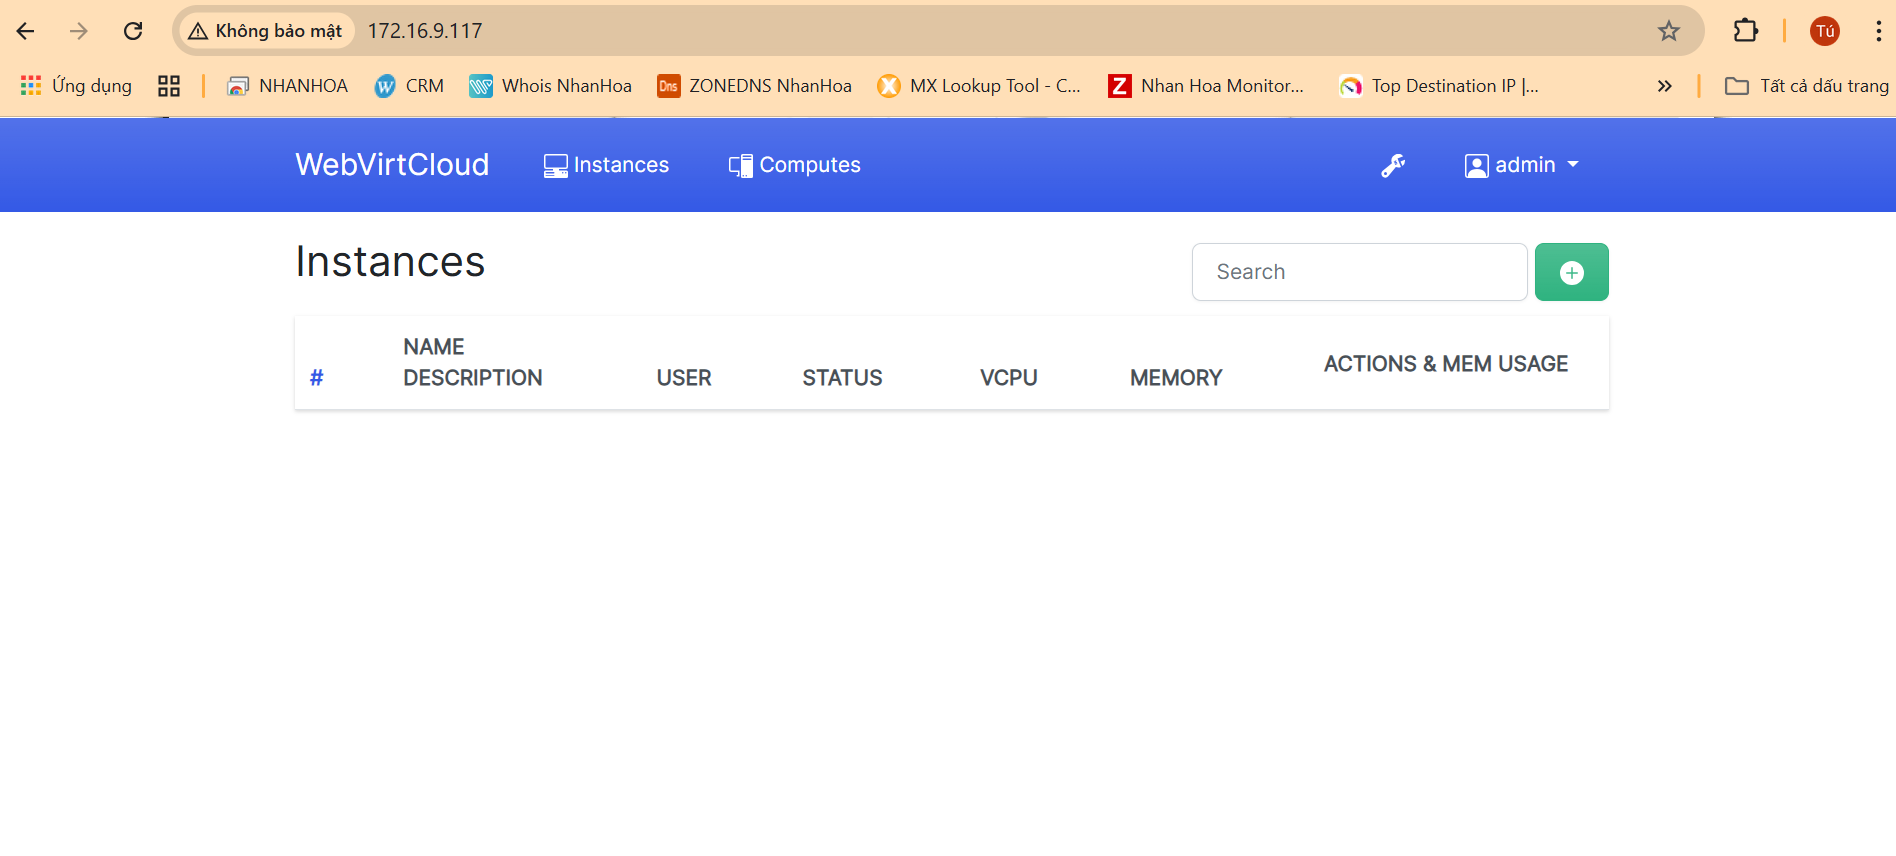 Không bảo mật 172.16.9.117 Tú
Ứng dụng NHANHOA CRM Whois NhanHoa Dns ZONEDNS NhanHoa MX Lookup Tool - C... Z Nhan Hoa Monitor... Top Destination IP |... Tất cả dấu trang
WebVirtCloud Instances Computes admin
Instances Search
# NAME DESCRIPTION USER STATUS VCPU MEMORY ACTIONS & MEM USAGE